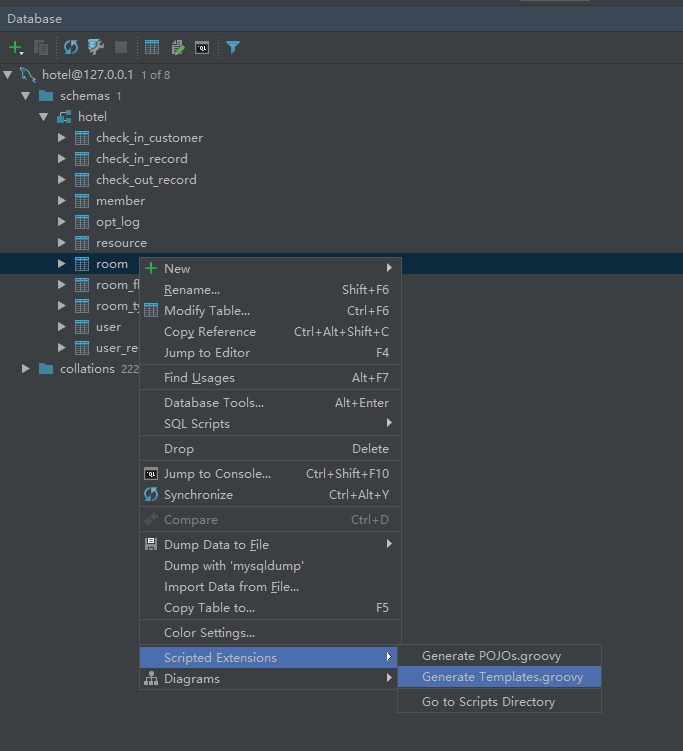 Database
hotel@127.0.0.1 1 of 8
schemas 1
hotel
check_in_customer
check_in_record
check_out_record
member
opt_log
resource
room
room_fl
room_ty
user
user_re
collations 222
New
Rename... Shift+F6
Modify Table... Ctrl+F6
Copy Reference Ctrl+Alt+Shift+C
Jump to Editor F4
Find Usages Alt+F7
Database Tools... Alt+Enter
SQL Scripts
Drop Delete
Jump to Console... Ctrl+Shift+F10
Synchronize Ctrl+Alt+Y
Compare Ctrl+D
Dump Data to File
Dump with 'mysqldump'
Import Data from File...
Copy Table to... F5
Color Settings...
Scripted Extensions
Diagrams
Generate POJOs.groovy
Generate Templates.groovy
Go to Scripts Directory